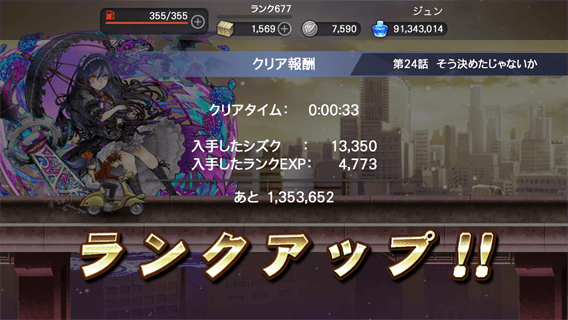 355/355
ランク677
1,569
7,590
ジュン
91,343,014
クリア報酬
第24話 そう決めたじゃないか
クリアタイム： 0:00:33
入手したシズク ： 13,350
入手したランクEXP： 4,773
あと 1,353,652
ランクアップ!!